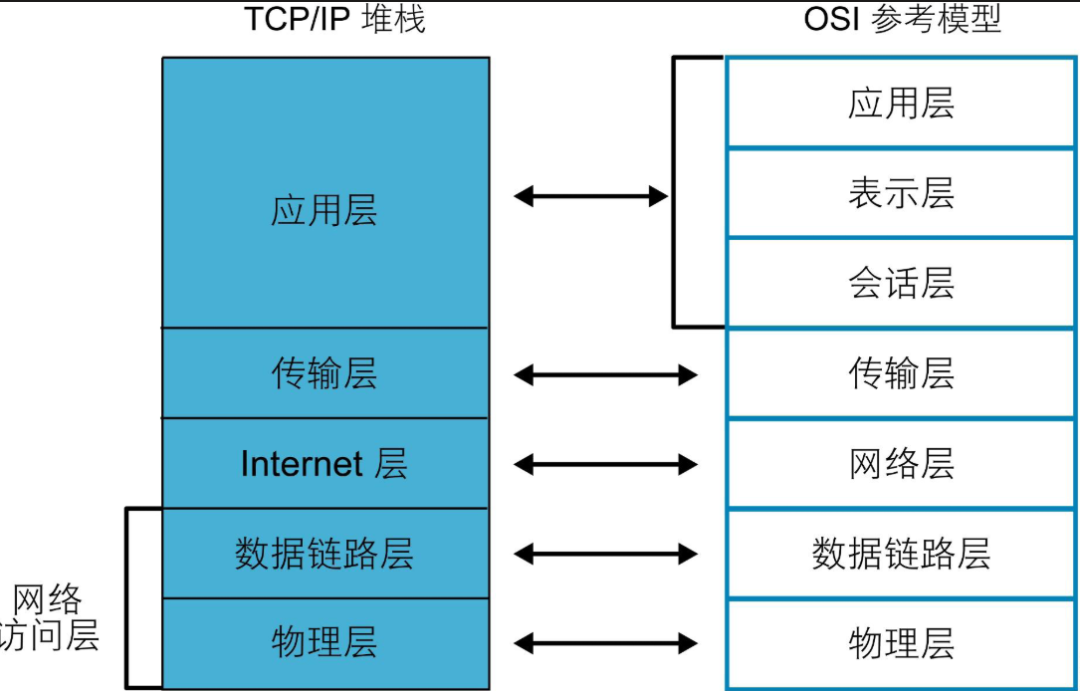 TCP/IP 堆栈
OSI 参考模型
应用层
传输层
Internet 层
数据链路层
物理层
网络
访问层
应用层
表示层
会话层
传输层
网络层
数据链路层
物理层